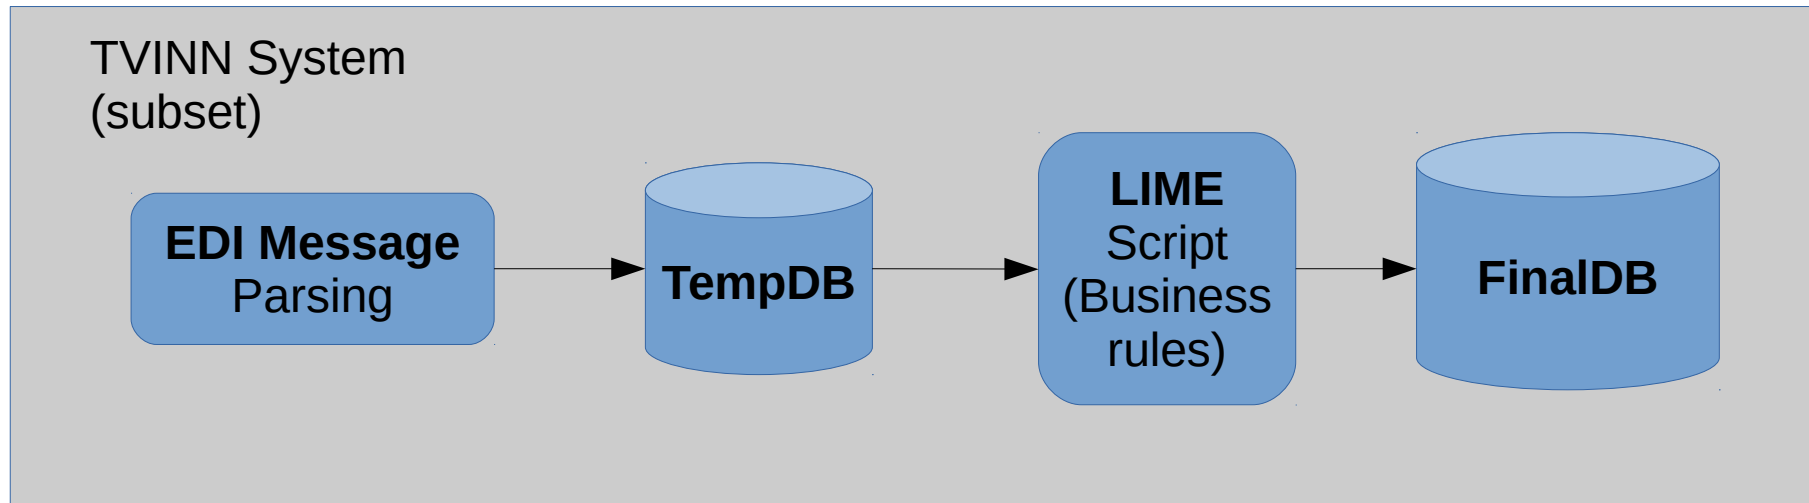 TVINN System
(subset)
EDI Message
Parsing
TempDB
LIME
Script
(Business
rules)
FinalDB